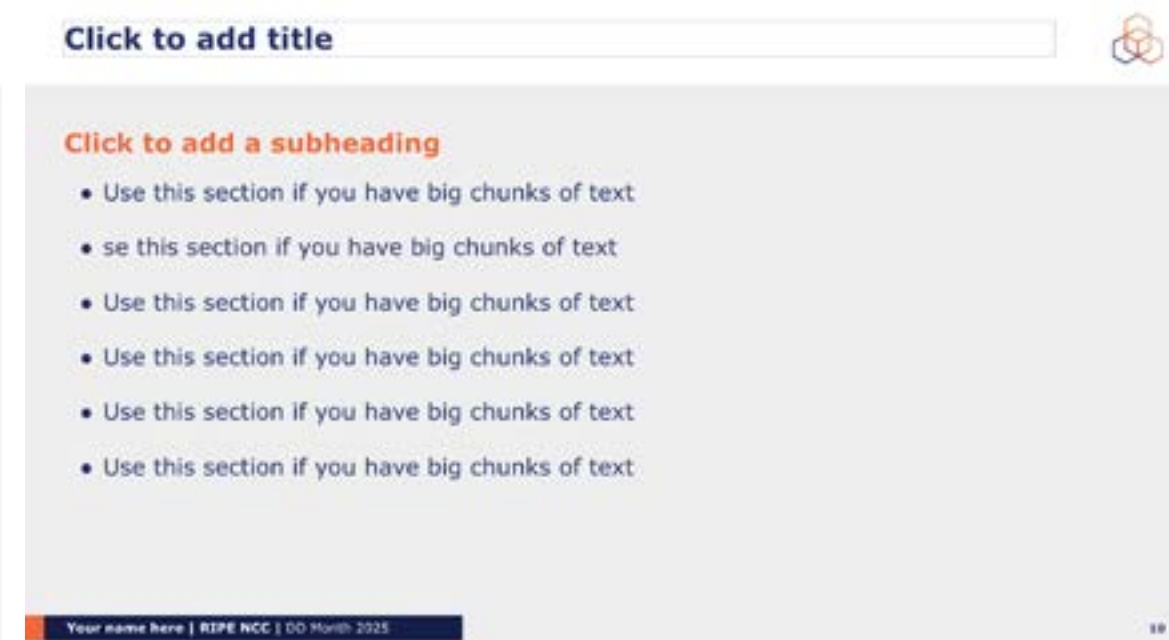 Click to add title
Click to add a subheading
• Use this section if you have big chunks of text
• se this section if you have big chunks of text
• Use this section if you have big chunks of text
• Use this section if you have big chunks of text
• Use this section if you have big chunks of text
• Use this section if you have big chunks of text
Your name here | RIPE NCC | DD Month 2025